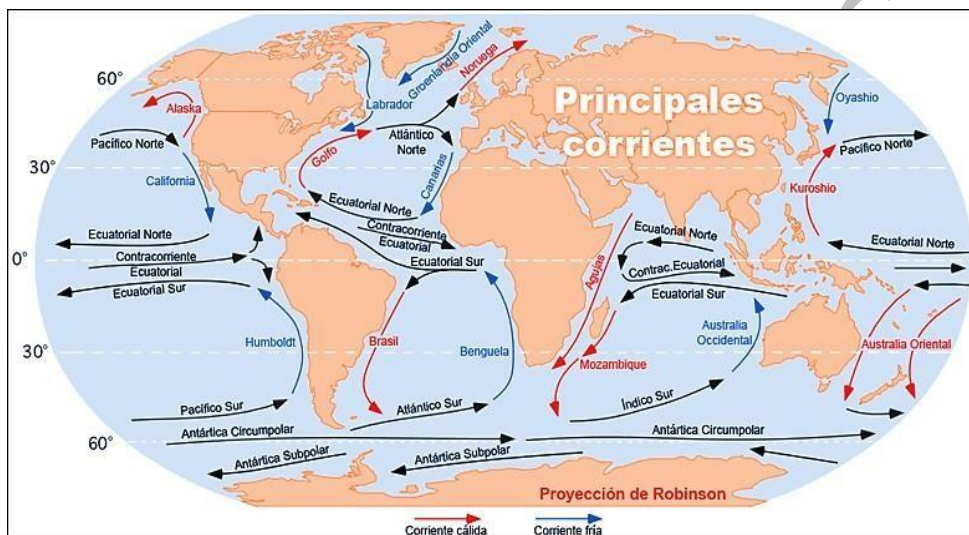 60°
Groenlandia Oriental
Noruega
Alaska
Labrador
Principales
corrientes
Oyashio
Pacífico Norte
Golfo
Atlántico
Norte
Canarias
Pacífico Norte
30°
California
Kuroshio
Ecuatorial Norte
Contracorriente
Ecuatorial
Ecuatorial Norte
Ecuatorial Norte
Ecuatorial Norte
0°
Contracorriente
Ecuatorial
Ecuatorial Sur
Ecuatorial Sur
Agujas
Contrac.Ecuatorial
Ecuatorial Sur
30°
Humboldt
Brasil
Benguela
Mozambique
Australia
Occidental
Australia Oriental
Pacífico Sur
Atlántico Sur
Índico Sur
60°
Antártica Circumpolar
Antártica Circumpolar
Antártica Subpolar
Antártica Subpolar
Proyección de Robinson
Corriente cálida
Corriente fría